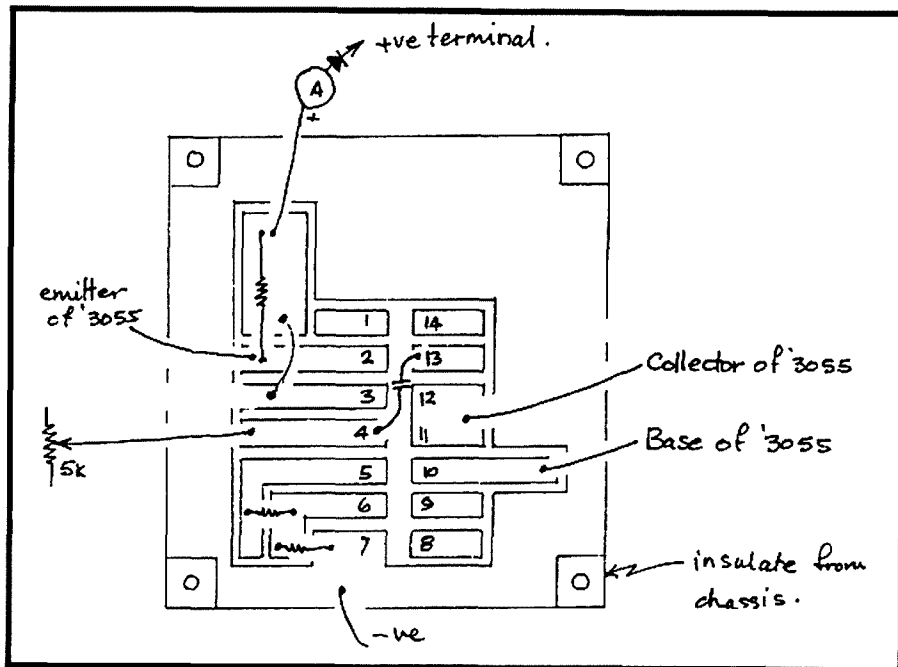 +ve terminal.
A
+
emitter
of '3055
1 14
2 13
3 12
4 11
5 10
6 9
7 8
5k
Collector of '3055
Base of '3055
insulate from
chassis.
-ve